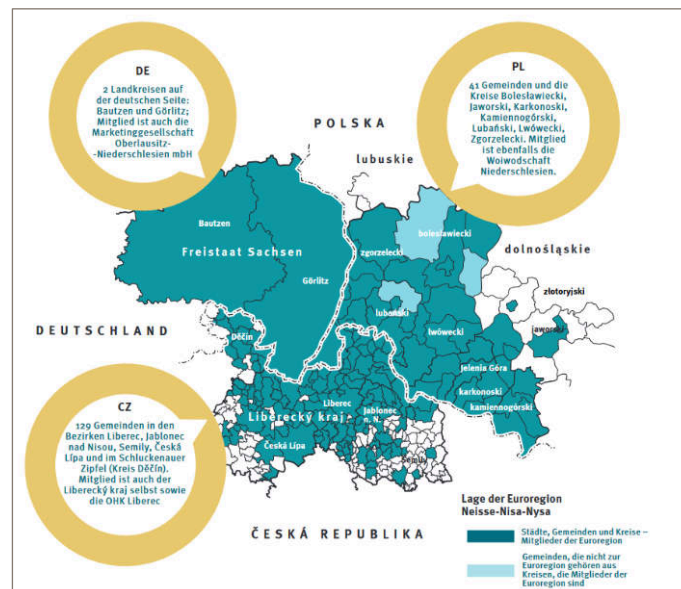 DE
2 Landkreisen auf
der deutschen Seite:
Bautzen und Görlitz;
Mitglied ist auch die
Marketinggesellschaft
Oberlausitz-
-Niederschlesien mbH
PL
41 Gemeinden und die
Kreise Bolesławiecki,
Jaworski, Karkonoski,
Kamiennogórski,
Lubański, Lwówecki,
Zgorzelecki. Mitglied
ist ebenfalls die
Woiwodschaft
Niederschlesien.
POLSKA
lubuskie
Bautzen
Freistaat Sachsen
Görlitz
bolesławiecki
zgorzelecki
dolnośląskie
złotoryjski
lubański
jaworski
DEUTSCHLAND
Děčín
lwówecki
Jelenia Góra
karkonoski
kamiennogórski
Liberec
Liberecký kraj
Jablonec
n. N.
Česká Lípa
Semily
CZ
129 Gemeinden in den
Bezirken Liberec, Jablonec
nad Nisou, Semily, Česká
Lípa und im Schluckenauer
Zipfel (Kreis Děčín).
Mitglied ist auch der
Liberecký kraj selbst sowie
die OHK Liberec
ČESKÁ REPUBLIKA
Lage der Euroregion
Neisse-Nisa-Nysa
Städte, Gemeinden und Kreise –
Mitglieder der Euroregion
Gemeinden, die nicht zur
Euroregion gehören aus
Kreisen, die Mitglieder der
Euroregion sind